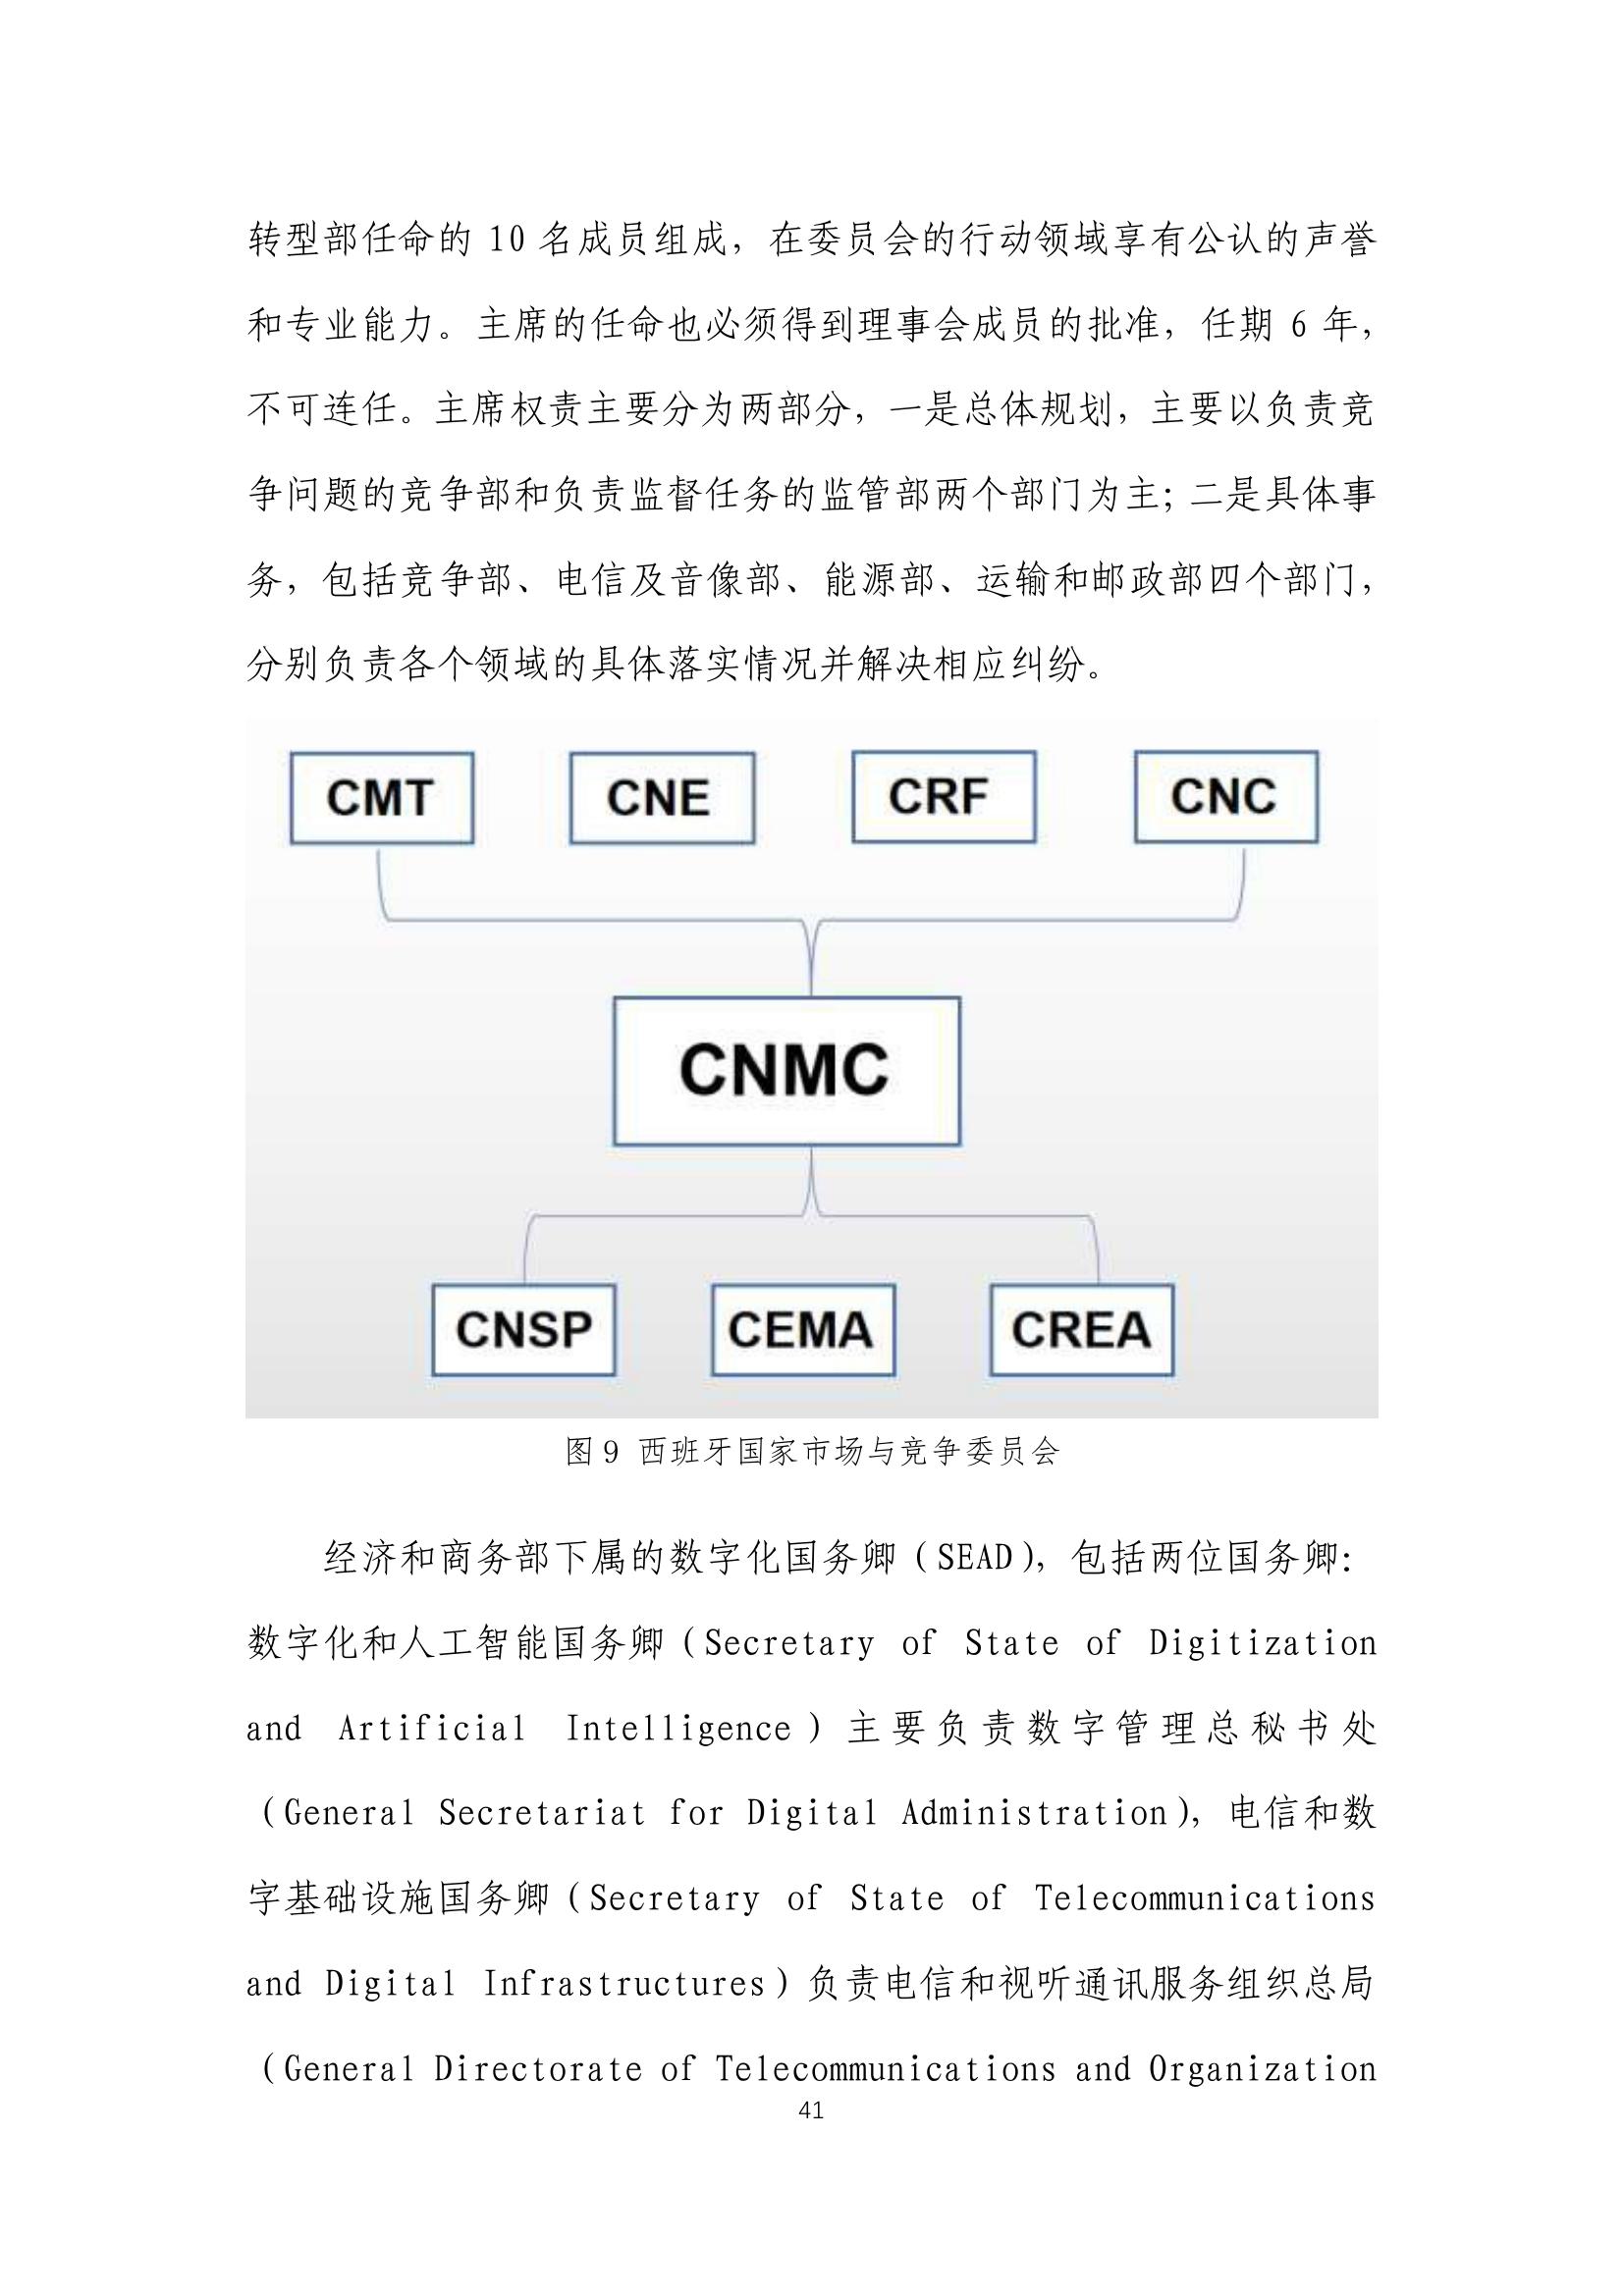 转型部任命的 10 名成员组成，在委员会的行动领域享有公认的声誉
和专业能力。主席的任命也必须得到理事会成员的批准，任期 6 年，
不可连任。主席权责主要分为两部分，一是总体规划，主要以负责竞
争问题的竞争部和负责监督任务的监管部两个部门为主；二是具体事
务，包括竞争部、电信及音像部、能源部、运输和邮政部四个部门，
分别负责各个领域的具体落实情况并解决相应纠纷。
CMT CNE CRF CNC
CNMC
CNSP CEMA CREA
图 9 西班牙国家市场与竞争委员会
经济和商务部下属的数字化国务卿（SEAD），包括两位国务卿：
数字化和人工智能国务卿（Secretary of State of Digitization
and Artificial Intelligence）主要负责数字管理总秘书处
（General Secretariat for Digital Administration），电信和数
字基础设施国务卿（Secretary of State of Telecommunications
and Digital Infrastructures）负责电信和视听通讯服务组织总局
（General Directorate of Telecommunications and Organization
41